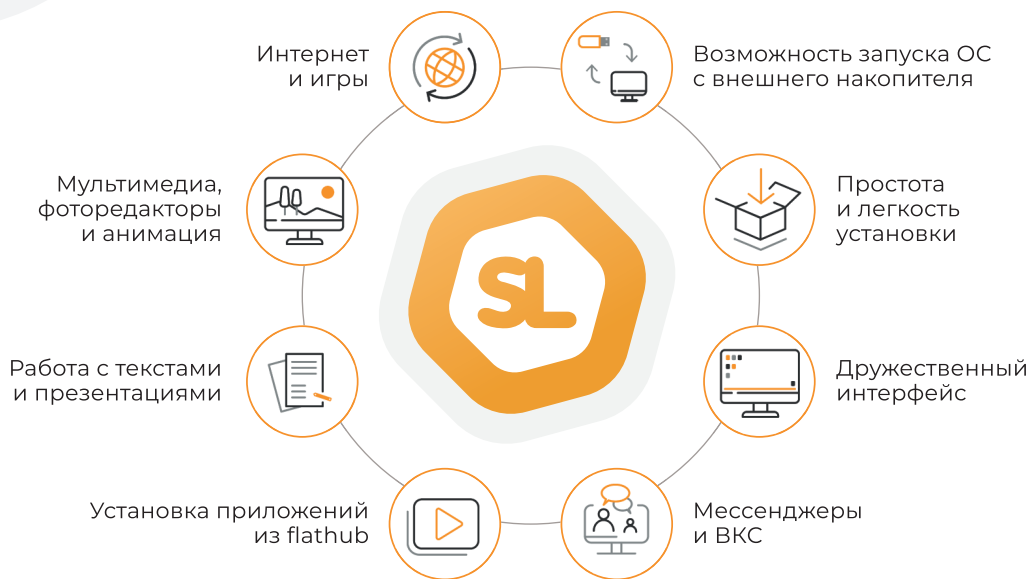 Интернет
и игры
Возможность запуска ОС
с внешнего накопителя
Мультимедиа,
фоторедакторы
и анимация
Простота
и легкость
установки
SL
Работа с текстами
и презентациями
Дружественный
интерфейс
Установка приложений
из flathub
Мессенджеры
и ВКС